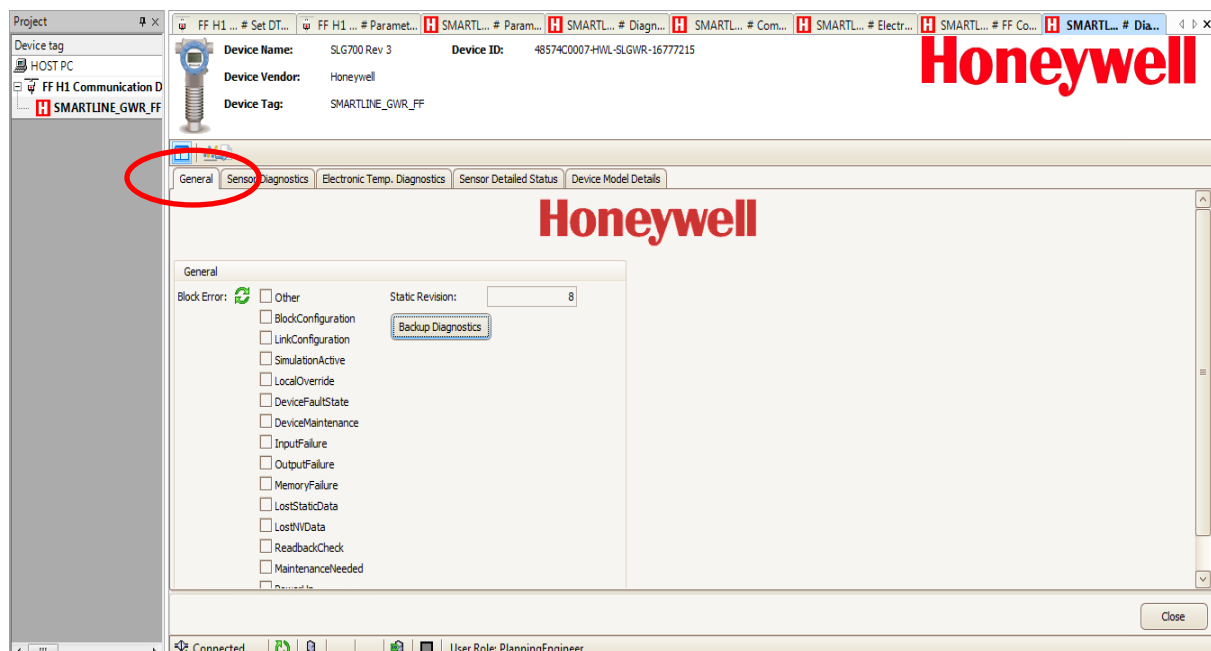 Project
Device tag
HOST PC
FF H1 Communication D
SMARTLINE_GWR_FF
FF H1 ... # Set DT... FF H1 ... # Paramet... SMARTL... # Param... SMARTL... # Diagn... SMARTL... # Com... SMARTL... # Electr... SMARTL... # FF Co... SMARTL... # Dia...
Device Name: SLG700 Rev 3 Device ID: 48574C0007-HWL-SLGWR-16777215
Honeywell
Device Vendor: Honeywell
Device Tag: SMARTLINE_GWR_FF
General Sensor Diagnostics Electronic Temp. Diagnostics Sensor Detailed Status Device Model Details
Honeywell
General
Block Error: Other Static Revision: 8
BlockConfiguration Backup Diagnostics
LinkConfiguration
SimulationActive
LocalOverride
DeviceFaultState
DeviceMaintenance
InputFailure
OutputFailure
MemoryFailure
LostStaticData
LostNVData
ReadbackCheck
MaintenanceNeeded
Close
Connected User Role: PlanningEngineer